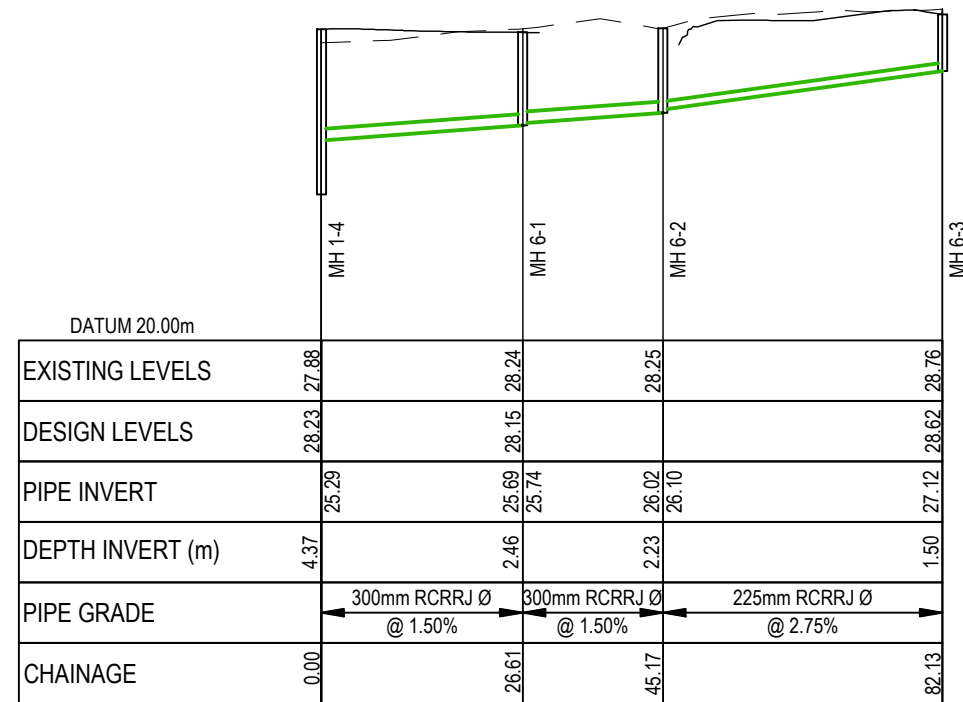 MH 1-4
MH 6-1
MH 6-2
MH 6-3
DATUM 20.00m
EXISTING LEVELS 27.88 28.24 28.25 28.76
DESIGN LEVELS 28.23 28.15 28.62
PIPE INVERT 25.29 25.69 25.74 26.02 26.10 27.12
DEPTH INVERT (m) 4.37 2.46 2.23 1.50
PIPE GRADE
300mm RCRRJ Ø 300mm RCRRJ Ø 225mm RCRRJ Ø
@ 1.50% @ 1.50% @ 2.75%
CHAINAGE 0.00 26.61 45.17 82.13